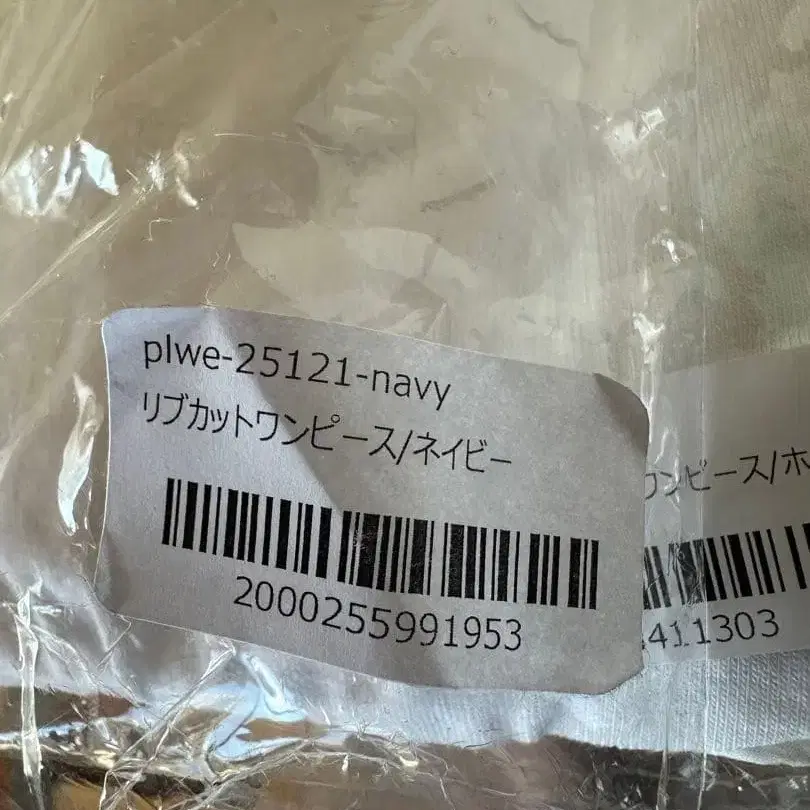 plwe-25121-navy
リブカットワンピース/ネイビー
2000255991953
ワンピース/ホ
411303